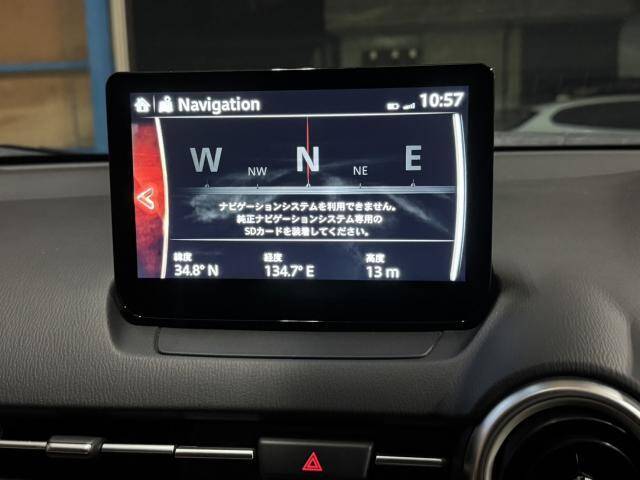 Navigation
10:57
W NW N NE E
ナビゲーションシステムを利用できません。
純正ナビゲーションシステム専用の
SDカードを装着してください。
緯度 経度 高度
34.8° N 134.7° E 13 m